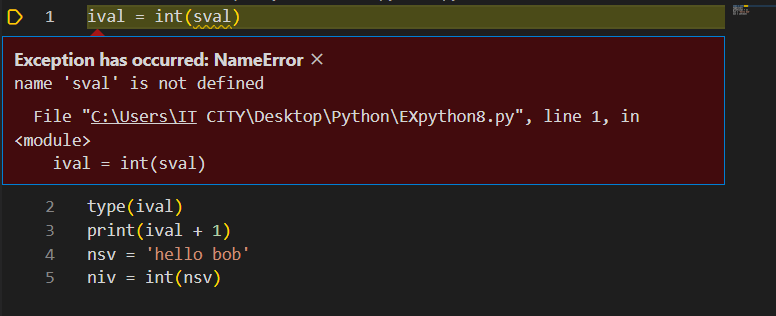 1 ival = int(sval)
Exception has occurred: NameError ×
name 'sval' is not defined
File "C:\Users\IT CITY\Desktop\Python\EXpython8.py", line 1, in
<module>
ival = int(sval)
2 type(ival)
3 print(ival + 1)
4 nsv = 'hello bob'
5 niv = int(nsv)